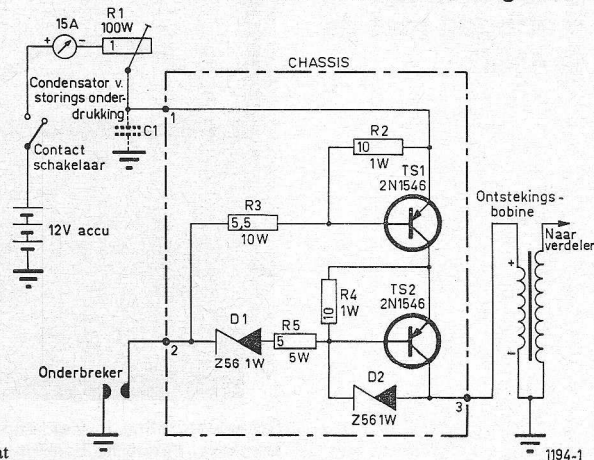 R1
15A
100W
+
−
1
CHASSIS
Condensator v.
storings onder-
drukking
C1
1
R2
10
1W
TS1
2N1546
Contact
schakelaar
Ontstekings-
bobine
Naar
verdeler
R3
5,5
10W
12V accu
R4
1W
10
TS2
2N1546
+
−
D1
R5
5
5W
Z56 1W
2
D2
Z56 1W
3
Onderbreker
1194-1
at